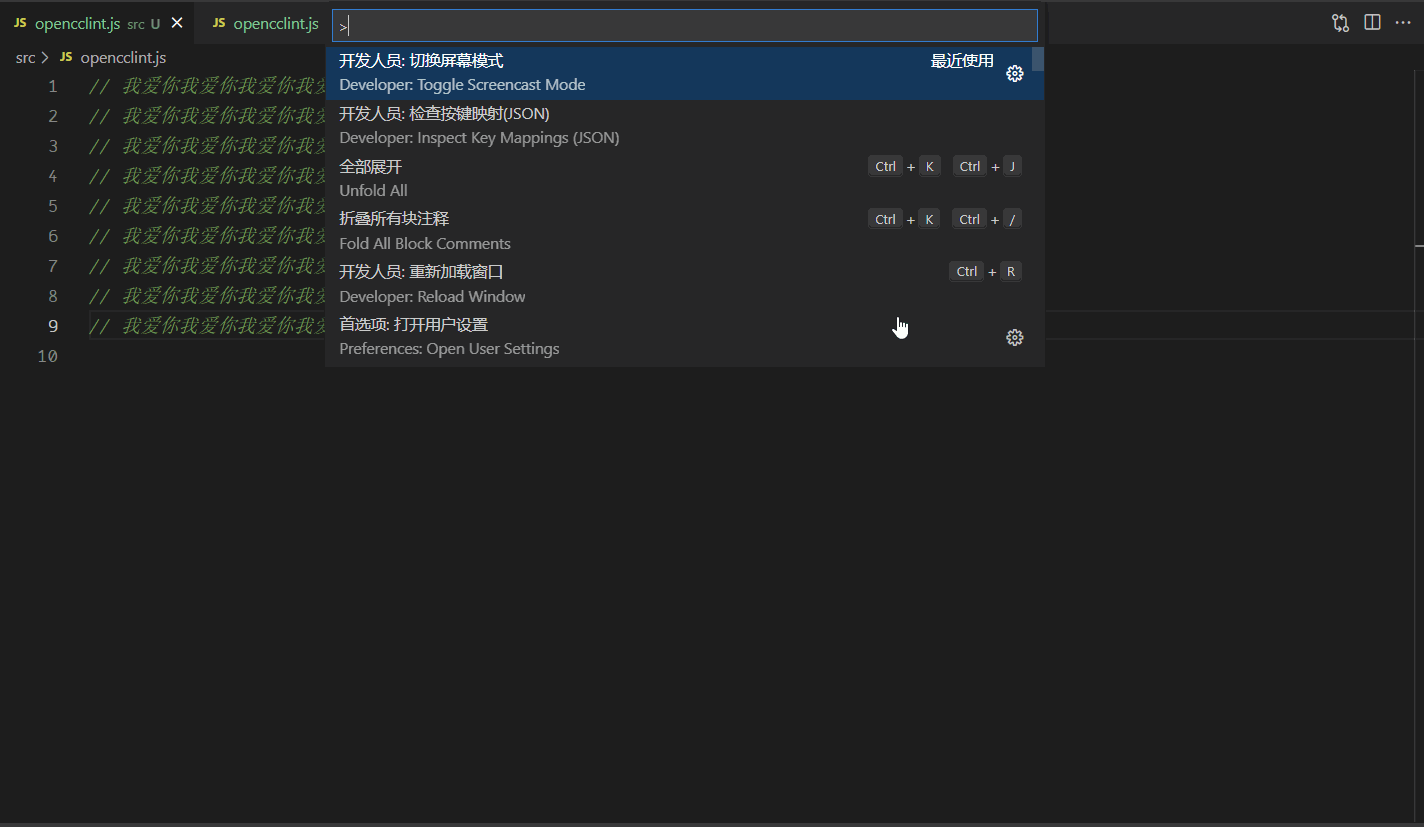 JS opencclint.js src U
JS opencclint.js
>
src > JS opencclint.js
1 // 我爱你我爱你我爱你我爱
2 // 我爱你我爱你我爱你我爱
3 // 我爱你我爱你我爱你我爱
4 // 我爱你我爱你我爱你我爱
5 // 我爱你我爱你我爱你我爱
6 // 我爱你我爱你我爱你我爱
7 // 我爱你我爱你我爱你我爱
8 // 我爱你我爱你我爱你我爱
9 // 我爱你我爱你我爱你我爱
10
开发人员: 切换屏幕模式 最近使用
Developer: Toggle Screencast Mode
开发人员: 检查按键映射(JSON)
Developer: Inspect Key Mappings (JSON)
全部展开 Ctrl + K Ctrl + J
Unfold All
折叠所有块注释 Ctrl + K Ctrl + /
Fold All Block Comments
开发人员: 重新加载窗口 Ctrl + R
Developer: Reload Window
首选项: 打开用户设置
Preferences: Open User Settings